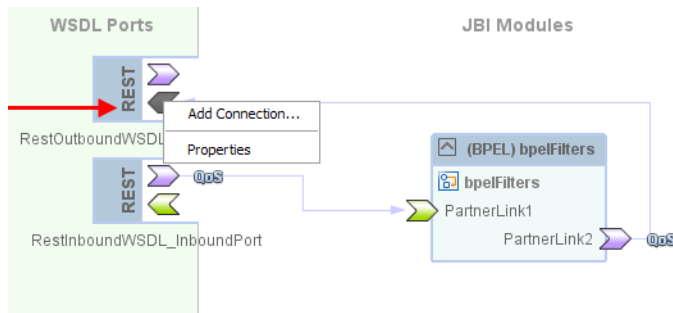 WSDL Ports
JBI Modules
REST
Add Connection...
RestOutboundWSDL
Properties
(BPEL) bpelFilters
REST
QoS
bpelFilters
PartnerLink1
RestInboundWSDL_InboundPort
PartnerLink2
QoS